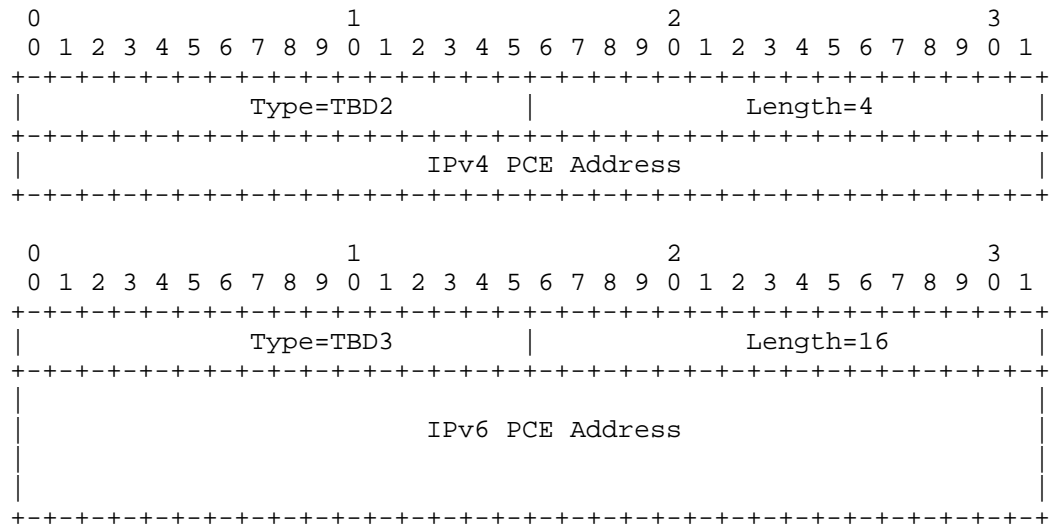 0                   1                   2                   3
 0 1 2 3 4 5 6 7 8 9 0 1 2 3 4 5 6 7 8 9 0 1 2 3 4 5 6 7 8 9 0 1
+-+-+-+-+-+-+-+-+-+-+-+-+-+-+-+-+-+-+-+-+-+-+-+-+-+-+-+-+-+-+-+-+
|              Type=TBD2        |             Length=4          |
+-+-+-+-+-+-+-+-+-+-+-+-+-+-+-+-+-+-+-+-+-+-+-+-+-+-+-+-+-+-+-+-+
|                         IPv4 PCE Address                      |
+-+-+-+-+-+-+-+-+-+-+-+-+-+-+-+-+-+-+-+-+-+-+-+-+-+-+-+-+-+-+-+-+

 0                   1                   2                   3
 0 1 2 3 4 5 6 7 8 9 0 1 2 3 4 5 6 7 8 9 0 1 2 3 4 5 6 7 8 9 0 1
+-+-+-+-+-+-+-+-+-+-+-+-+-+-+-+-+-+-+-+-+-+-+-+-+-+-+-+-+-+-+-+-+
|              Type=TBD3        |             Length=16         |
+-+-+-+-+-+-+-+-+-+-+-+-+-+-+-+-+-+-+-+-+-+-+-+-+-+-+-+-+-+-+-+-+
|                                                               |
|                         IPv6 PCE Address                      |
|                                                               |
|                                                               |
+-+-+-+-+-+-+-+-+-+-+-+-+-+-+-+-+-+-+-+-+-+-+-+-+-+-+-+-+-+-+-+-+